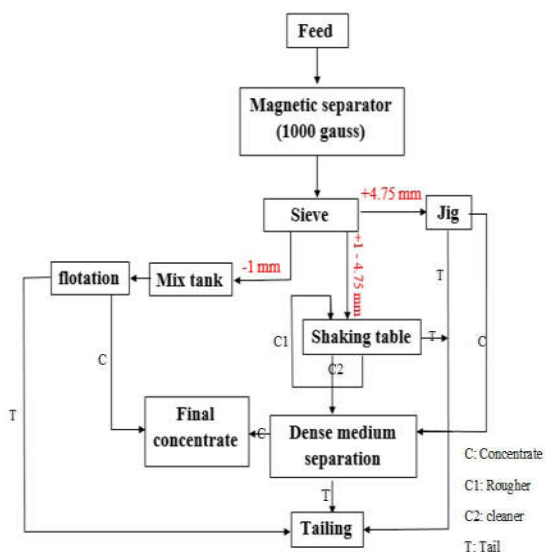 Feed
Magnetic separator
(1000 gauss)
+4.75 mm
Sieve
Jig
+1 - 4.75 mm
-1 mm
T
flotation
Mix tank
C1
Shaking table
T
C
C
C2
T
Final
concentrate
C
Dense medium
separation
C: Concentrate
C1: Rougher
T
C2: cleaner
Tailing
T: Tail